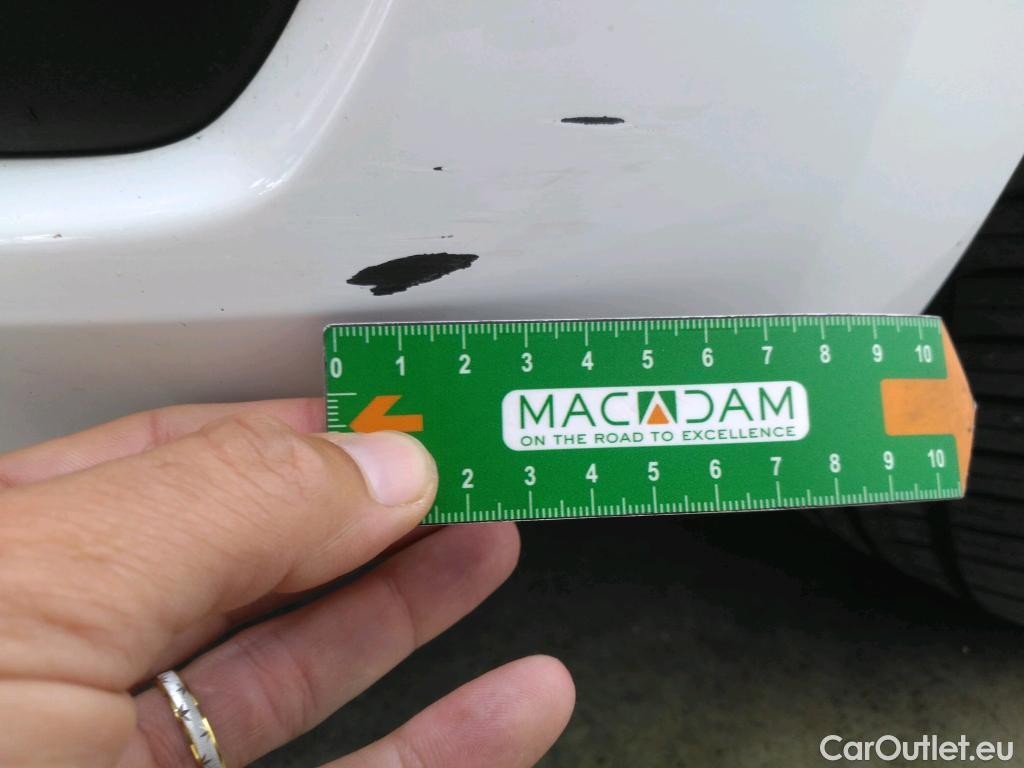 0 1 2 3 4 5 6 7 8 9 10
MACADAM
ON THE ROAD TO EXCELLENCE
2 3 4 5 6 7 8 9 10
CarOutlet.eu